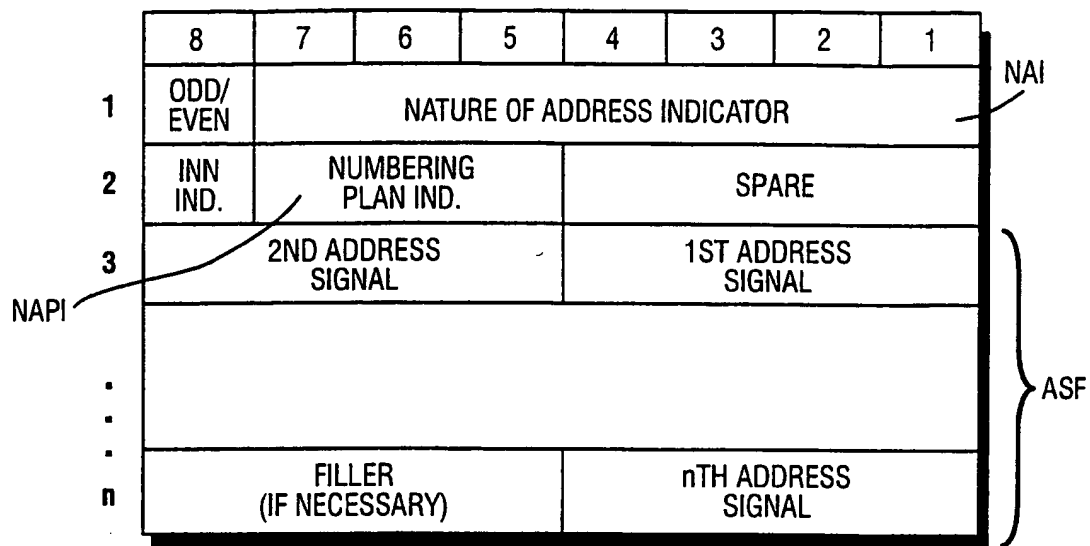 8 7 6 5 4 3 2 1
NAI
1 ODD/ EVEN NATURE OF ADDRESS INDICATOR
2 INN IND. NUMBERING PLAN IND. SPARE
3 2ND ADDRESS SIGNAL 1ST ADDRESS SIGNAL
NAPI
ASF
n FILLER (IF NECESSARY) nTH ADDRESS SIGNAL